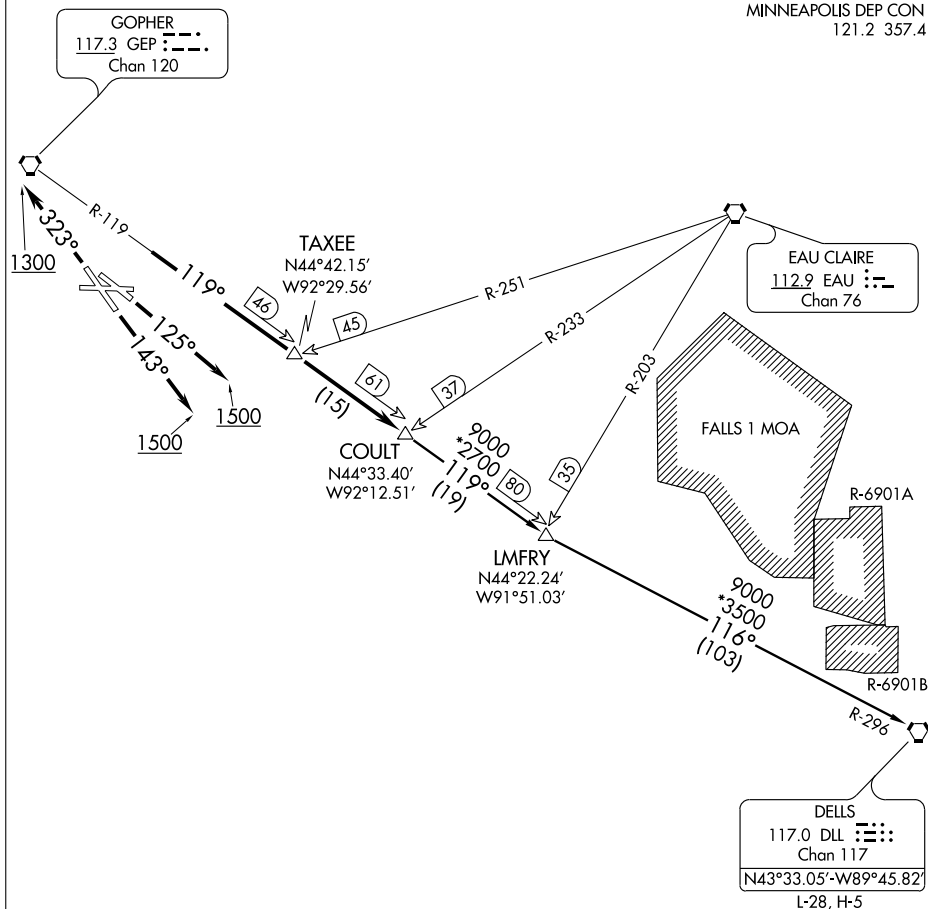 MINNEAPOLIS DEP CON
121.2 357.4
GOPHER
117.3 GEP
Chan 120
1300
323°
R-119
119°
125°
143°
1500
1500
46
TAXEE
N44°42.15′
W92°29.56′
45
R-251
(15)
61
37
R-233
COULT
N44°33.40′
W92°12.51′
9000
*2700
119°
(19)
80
35
R-203
LMFRY
N44°22.24′
W91°51.03′
EAU CLAIRE
112.9 EAU
Chan 76
FALLS 1 MOA
R-6901A
R-6901B
9000
*3500
116°
(103)
R-296
DELLS
117.0 DLL
Chan 117
N43°33.05′-W89°45.82′
L-28, H-5